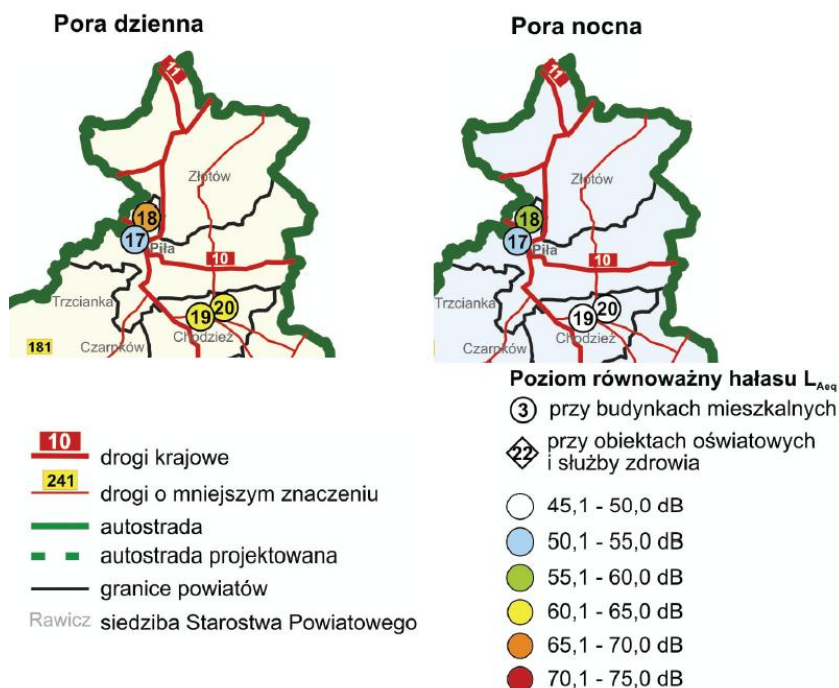 Pora dzienna
11
Złotów
18
17
Piła
10
Trzcianka
20
19
Chodzież
181
Czarnków
Pora nocna
11
Złotów
18
17
Piła
10
Trzcianka
20
19
Chodzież
Czarnków
10 drogi krajowe
241 drogi o mniejszym znaczeniu
autostrada
autostrada projektowana
granice powiatów
Rawicz siedziba Starostwa Powiatowego
Poziom równoważny hałasu LAeq
3 przy budynkach mieszkalnych
22 przy obiektach oświatowych
i służby zdrowia
45,1 - 50,0 dB
50,1 - 55,0 dB
55,1 - 60,0 dB
60,1 - 65,0 dB
65,1 - 70,0 dB
70,1 - 75,0 dB